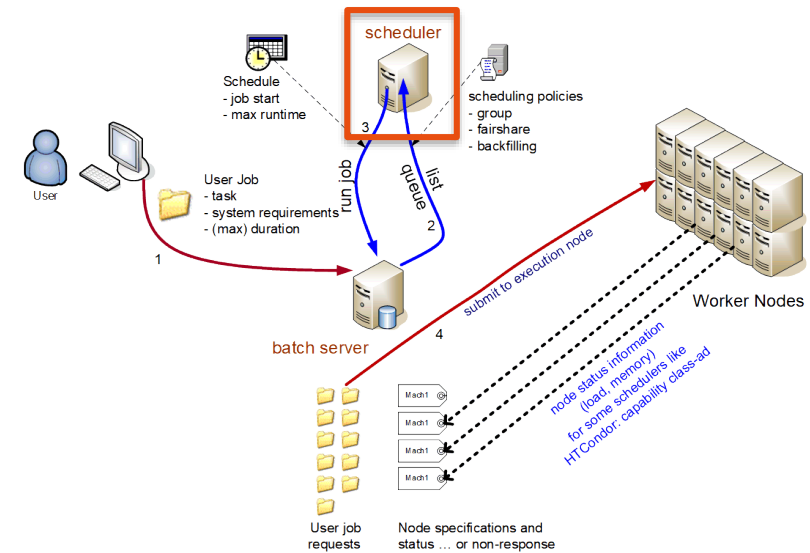 scheduler
Schedule
- job start
- max runtime
scheduling policies
- group
- fairshare
- backfilling
3
run job
list
queue
2
User
User Job
- task
- system requirements
- (max) duration
1
batch server
4
submit to execution node
Worker Nodes
node status information
(load, memory)
for some schedulers like
HTCondor: capability class-ad
Mach1
Mach1
Mach1
Mach1
User job
requests
Node specifications and
status ... or non-response